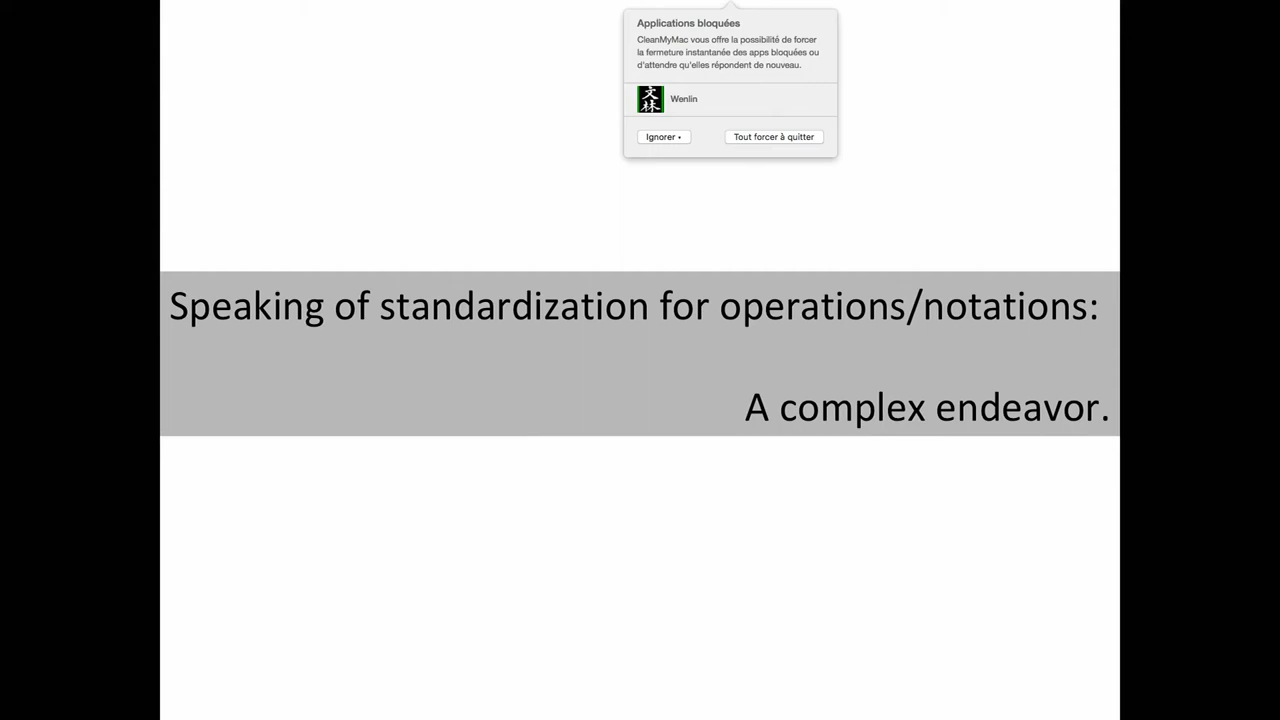 Applications bloquées
CleanMyMac vous offre la possibilité de forcer
la fermeture instantanée des apps bloquées ou
d'attendre qu'elles répondent de nouveau.
文
林
Wenlin
Ignorer
Tout forcer à quitter
Speaking of standardization for operations/notations:
A complex endeavor.